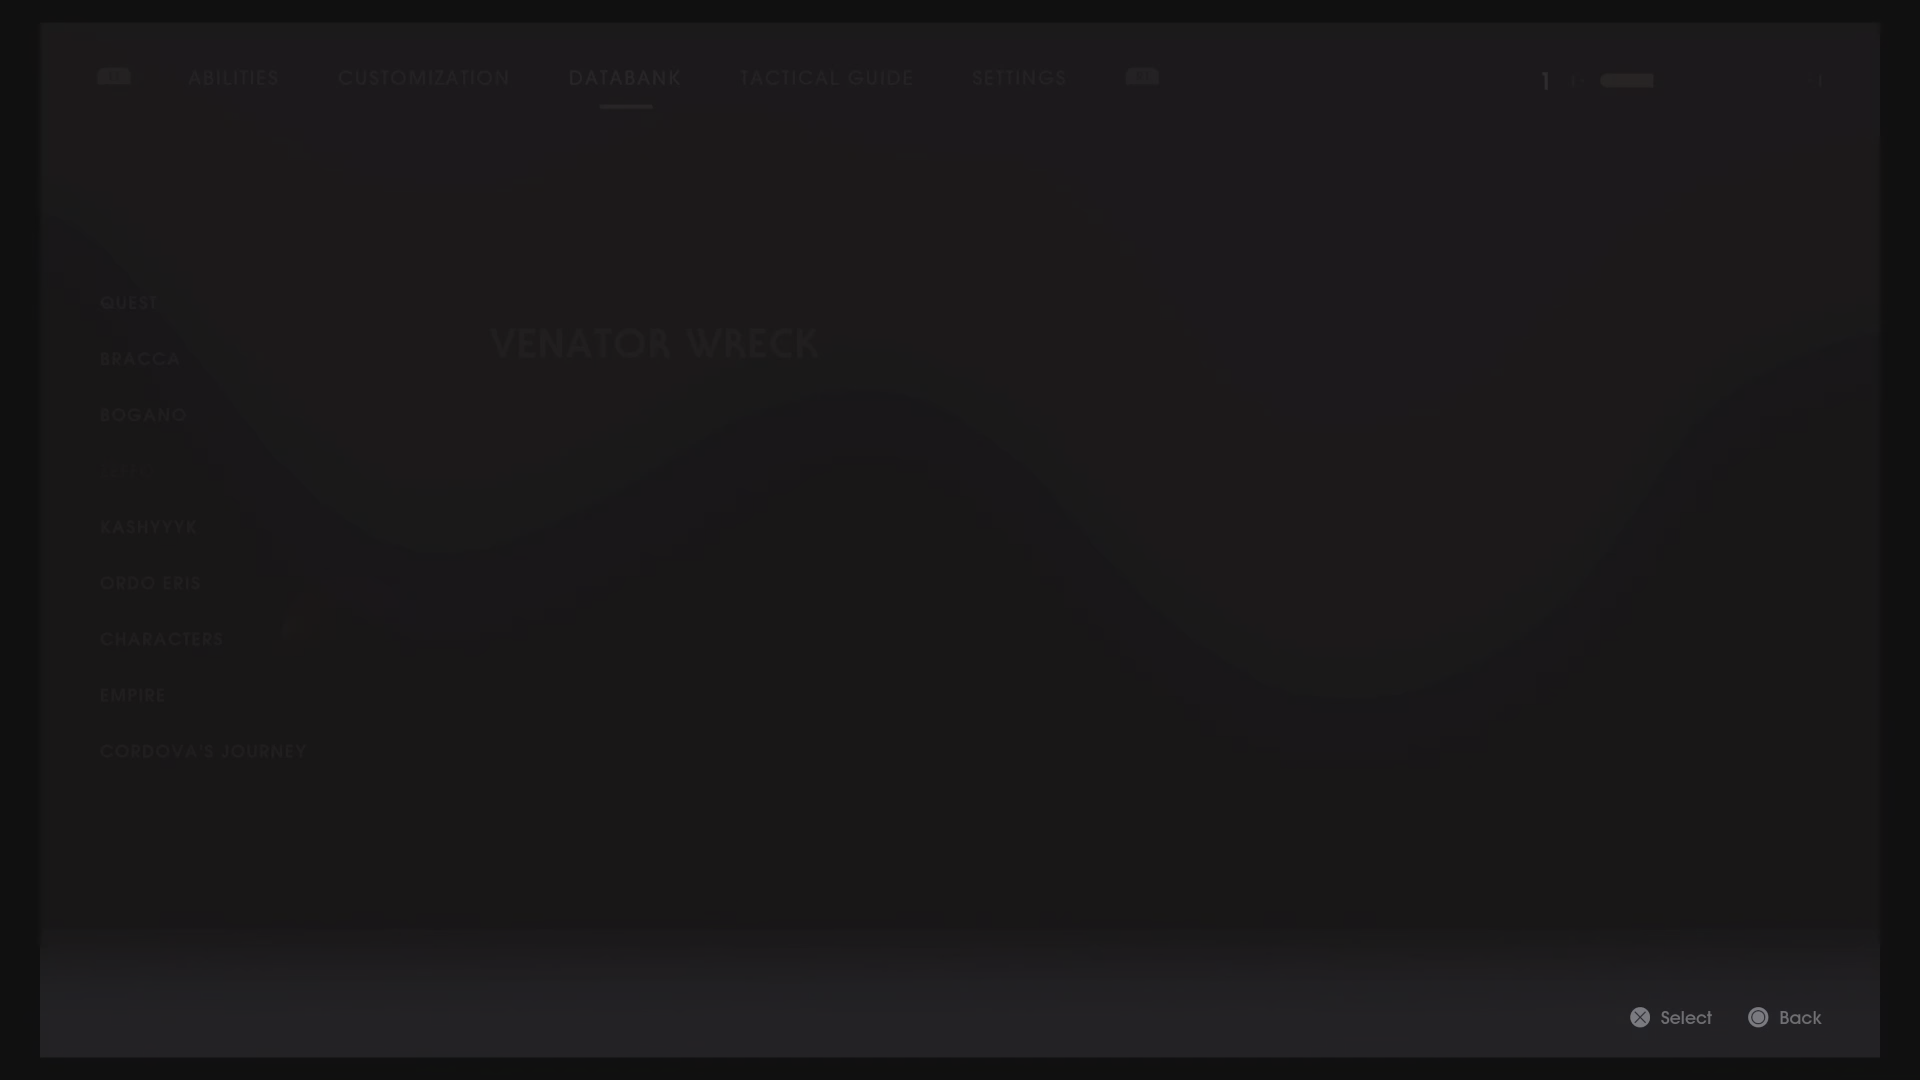 ABILITIES CUSTOMIZATION DATABANK TACTICAL GUIDE SETTINGS 1
QUEST
VENATOR WRECK
BRACCA
BOGANO
KASHYYYK
ORDO ERIS
CHARACTERS
EMPIRE
CORDOVA'S JOURNEY
Select Back